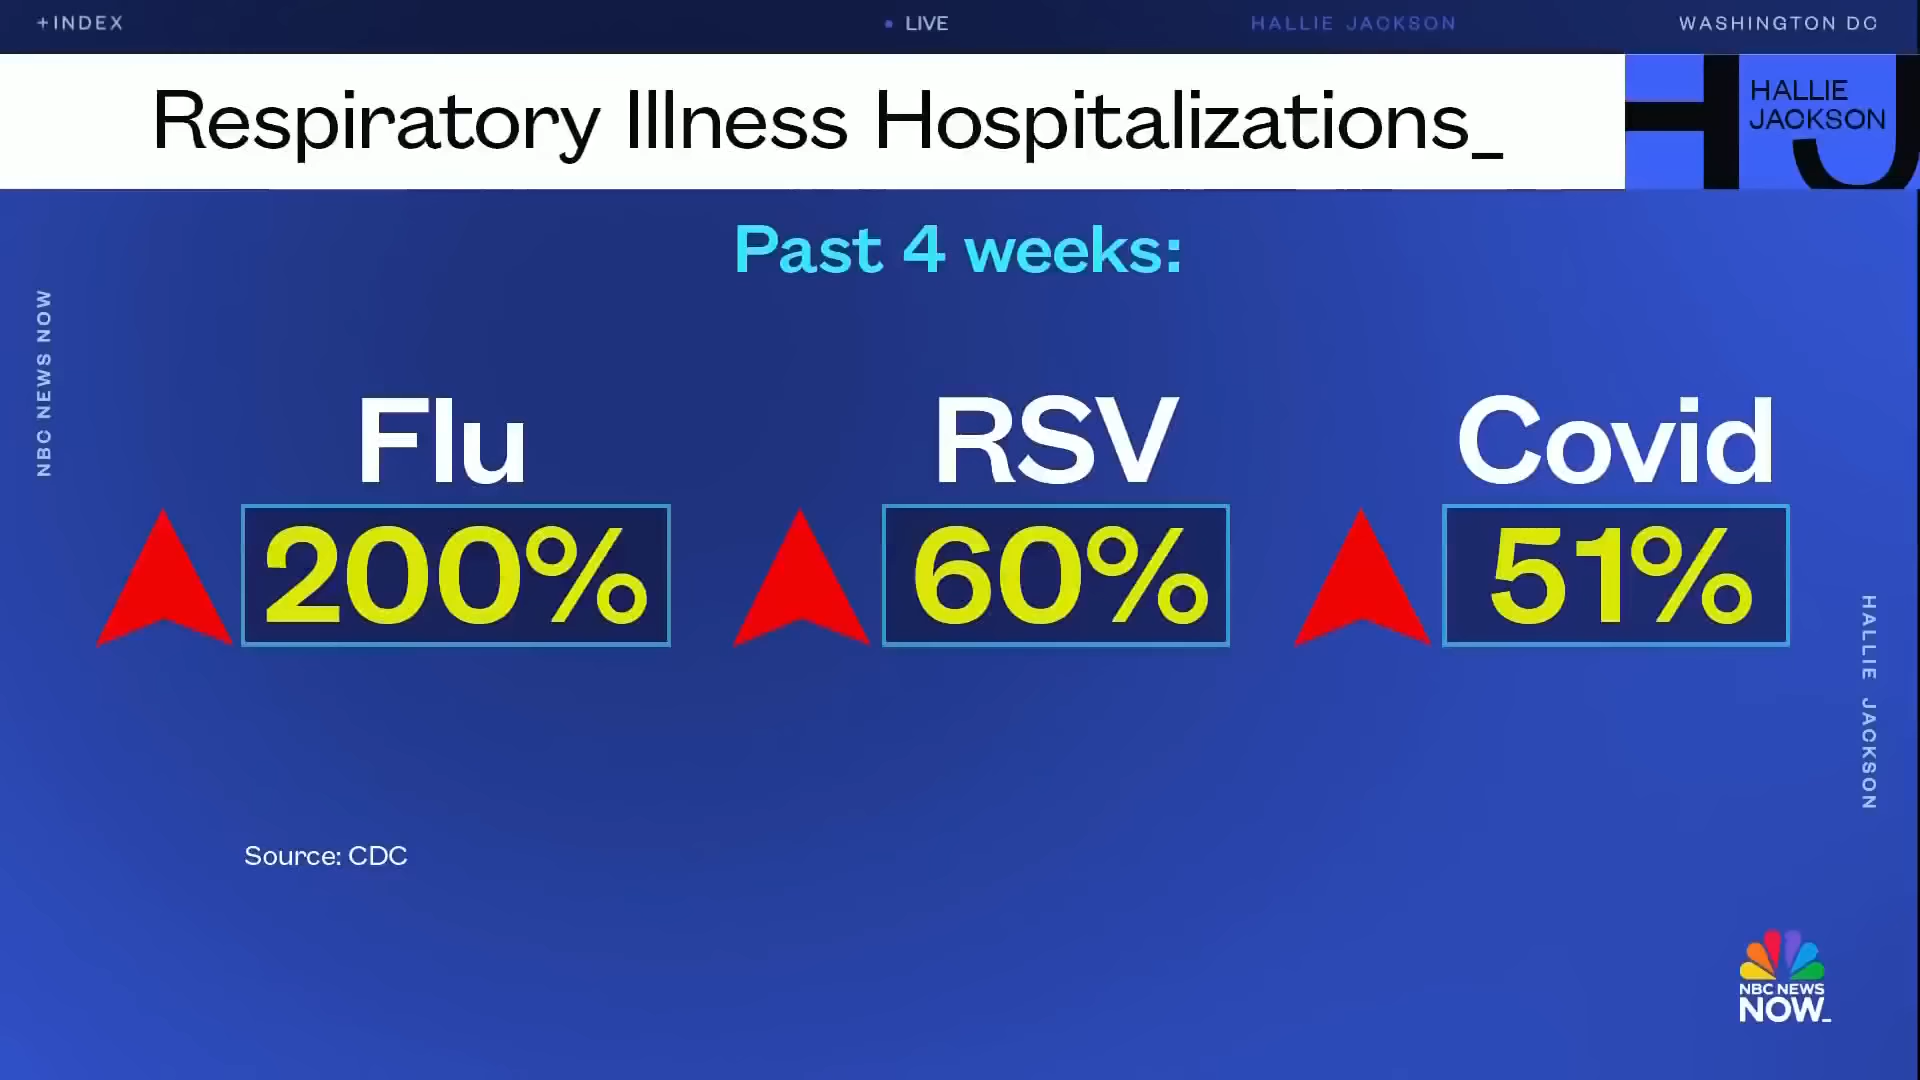 +INDEX
LIVE
HALLIE JACKSON
WASHINGTON DC
Respiratory Illness Hospitalizations_
HJ
HALLIE
JACKSON
Past 4 weeks:
NBC NEWS NOW
Flu
RSV
Covid
200%
60%
51%
HALLIE JACKSON
Source: CDC
NBC NEWS
NOW_